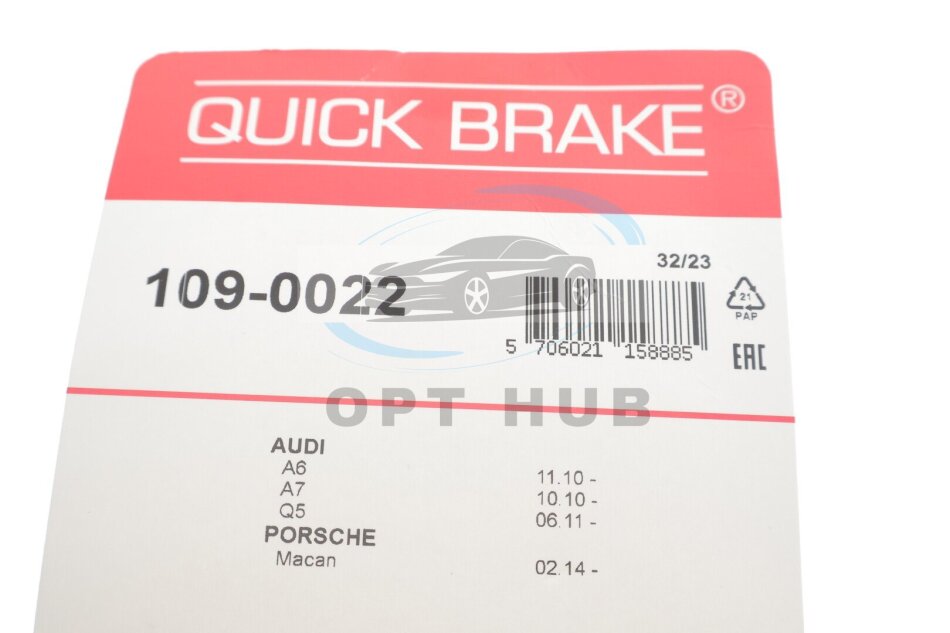 QUICK BRAKE®
32/23
109-0022
21
PAP
5 706021 158885
EAC
OPT HUB
AUDI
A6 11.10 -
A7 10.10 -
Q5 06.11 -
PORSCHE
Macan 02.14 -